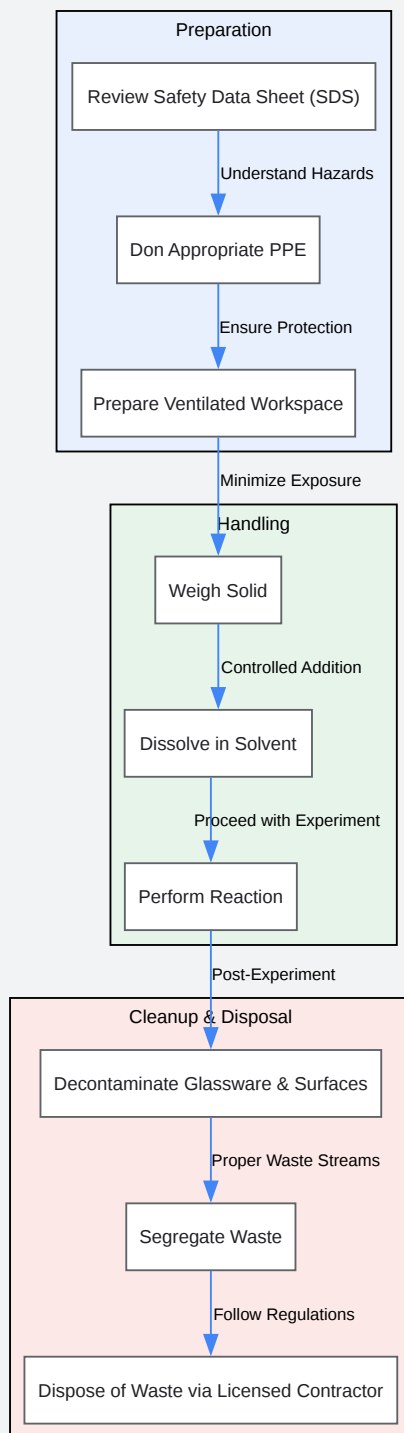 Preparation
Review Safety Data Sheet (SDS)
Understand Hazards
Don Appropriate PPE
Ensure Protection
Prepare Ventilated Workspace
Minimize Exposure
Handling
Weigh Solid
Controlled Addition
Dissolve in Solvent
Proceed with Experiment
Perform Reaction
Post-Experiment
Cleanup & Disposal
Decontaminate Glassware & Surfaces
Proper Waste Streams
Segregate Waste
Follow Regulations
Dispose of Waste via Licensed Contractor